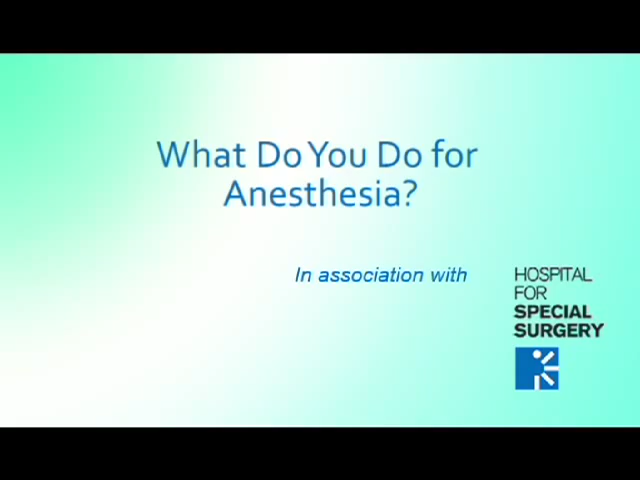 What Do You Do for
Anesthesia?
In association with
HOSPITAL
FOR
SPECIAL
SURGERY